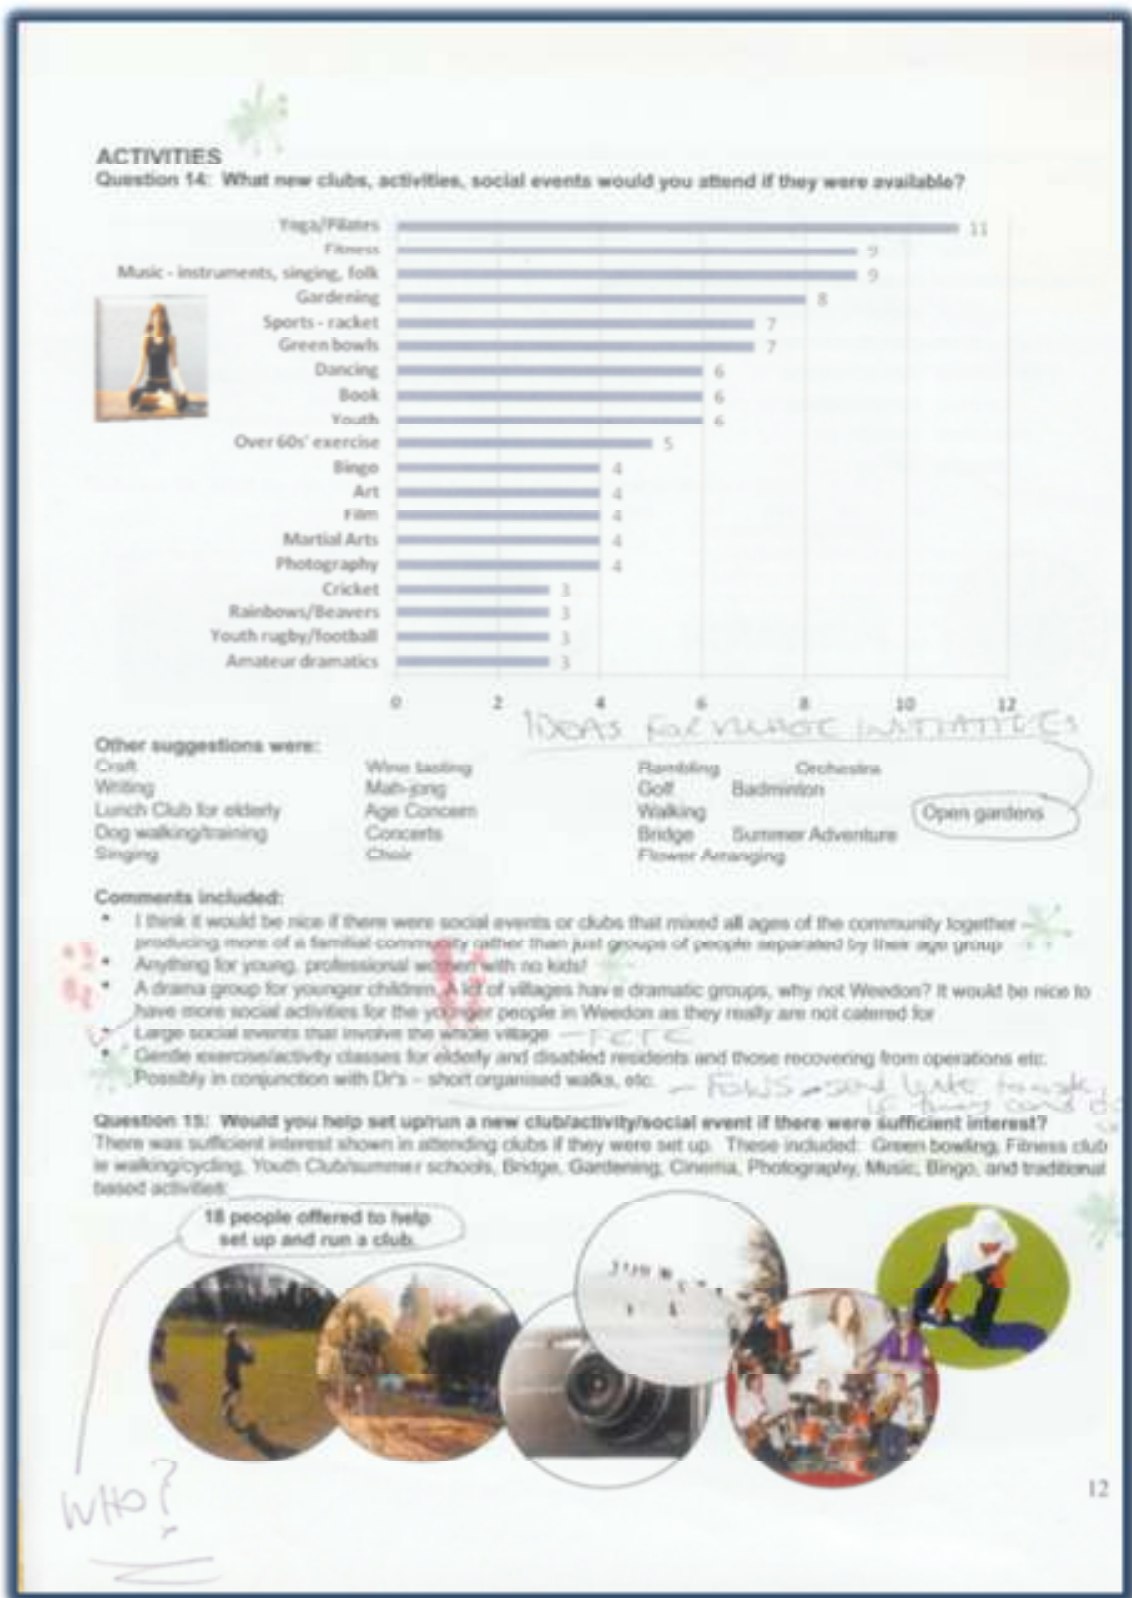 ACTIVITIES
Question 14: What new clubs, activities, social events would you attend if they were available?
Yoga/Pilates 11
Fitness 9
Music - instruments, singing, folk 9
Gardening 8
Sports - racket 7
Green bowls 7
Dancing 6
Book 6
Youth 6
Over 60s' exercise 5
Bingo 4
Art 4
Film 4
Martial Arts 4
Photography 4
Cricket 3
Rainbows/Beavers 3
Youth rugby/football 3
Amateur dramatics 3
0 2 4 6 8 10 12
IDEAS FOR VILLAGE INITIATIVES
Other suggestions were:
Craft Wine tasting Rambling Orchestra
Writing Mah-jong Golf Badminton
Lunch Club for elderly Age Concern Walking Open gardens
Dog walking/training Concerts Bridge Summer Adventure
Singing Choir Flower Arranging
Comments included:
• I think it would be nice if there were social events or clubs that mixed all ages of the community together –
producing more of a familial community rather than just groups of people separated by their age group
• Anything for young, professional women with no kids!
• A drama group for younger children. A lot of villages have dramatic groups, why not Weedon? It would be nice to
have more social activities for the younger people in Weedon as they really are not catered for
• Large social events that involve the whole village – FETE
• Gentle exercise/activity classes for elderly and disabled residents and those recovering from operations etc.
Possibly in conjunction with Dr's – short organised walks, etc. –
if they
Question 15: Would you help set up/run a new club/activity/social event if there were sufficient interest?
There was sufficient interest shown in attending clubs if they were set up. These included: Green bowling, Fitness club
ie walking/cycling, Youth Club/summer schools, Bridge, Gardening, Cinema, Photography, Music, Bingo, and traditional
based activities.
18 people offered to help
set up and run a club.
WHO?
12